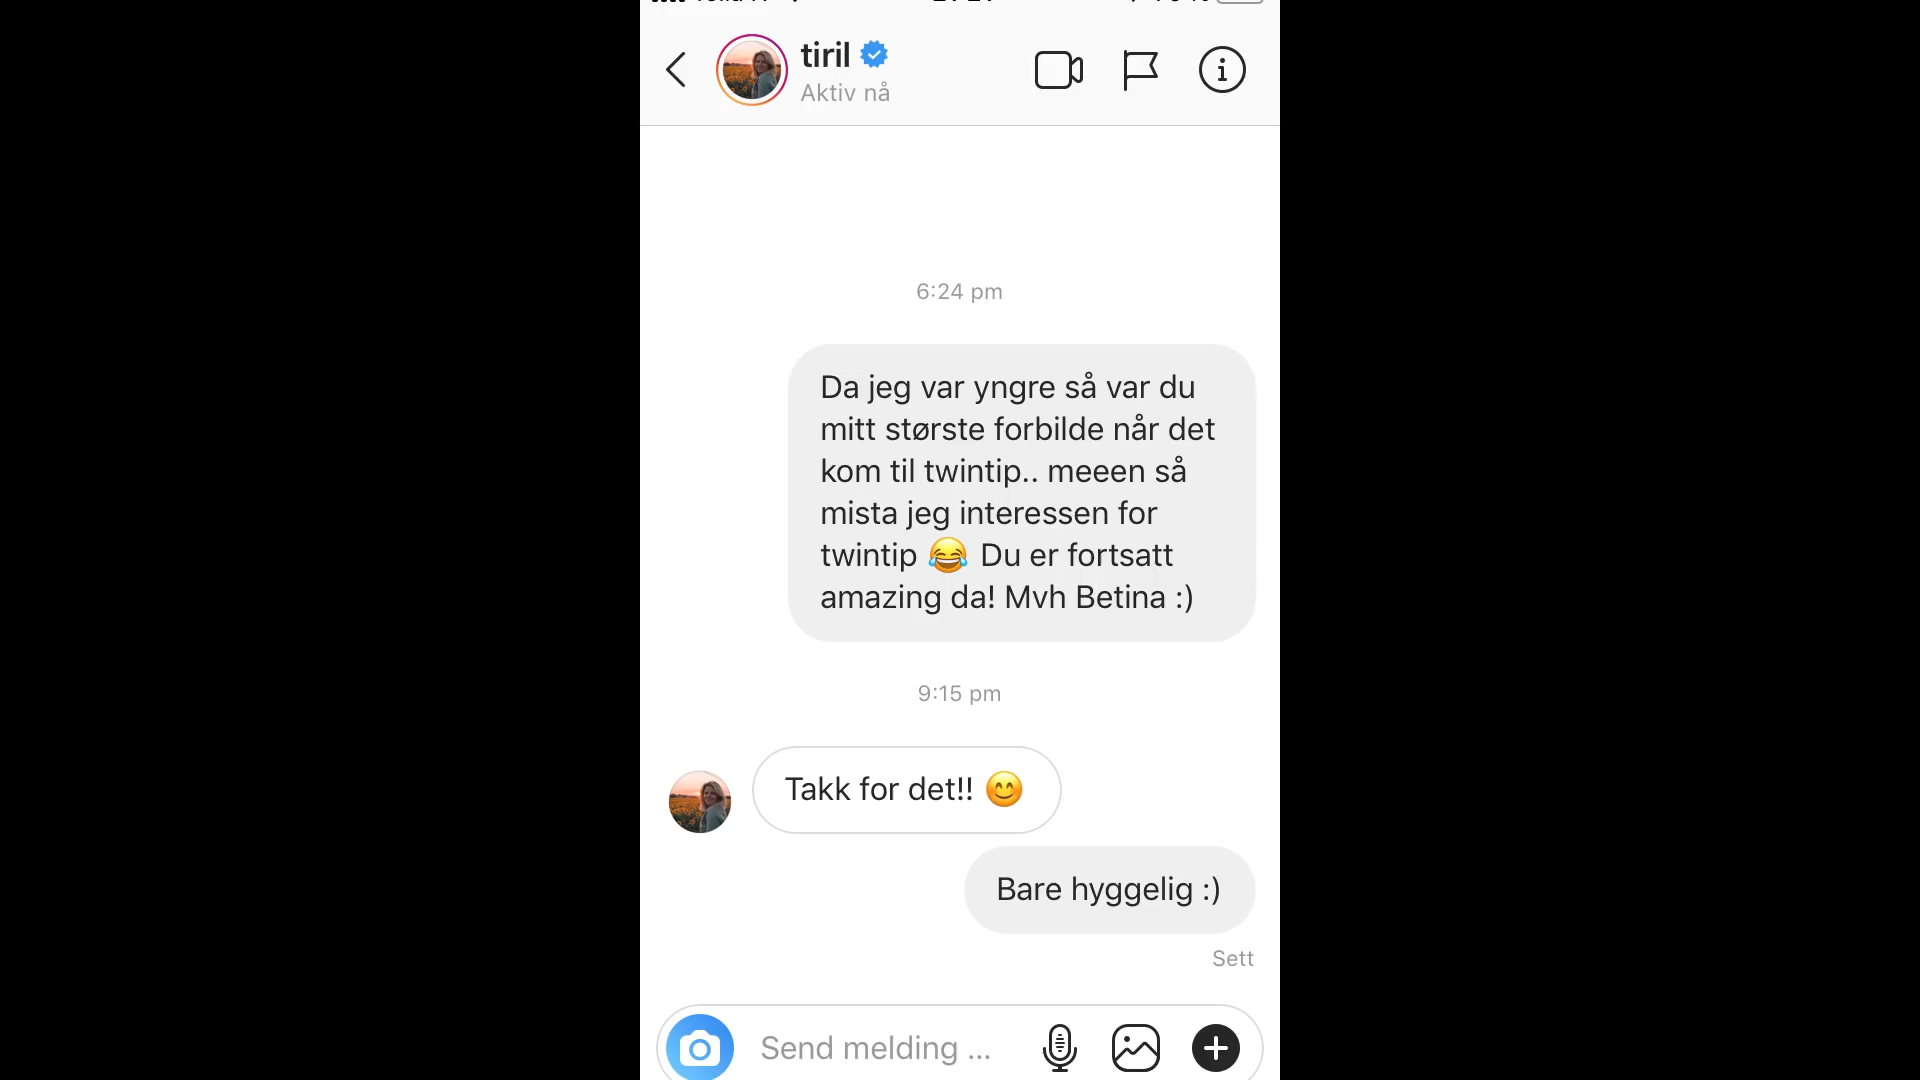 tiril
Aktiv nå
6:24 pm
Da jeg var yngre så var du
mitt største forbilde når det
kom til twintip.. meeen så
mista jeg interessen for
twintip 😂 Du er fortsatt
amazing da! Mvh Betina :)
9:15 pm
Takk for det!! 😊
Bare hyggelig :)
Sett
Send melding ...